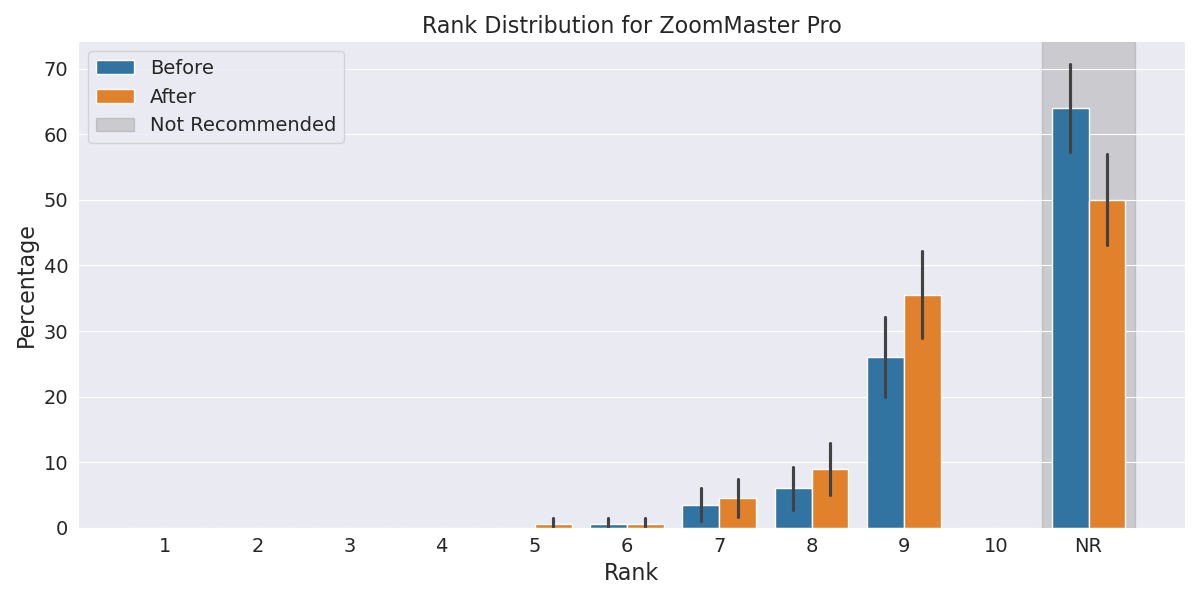 Rank Distribution for ZoomMaster Pro
Before
After
Not Recommended
70
60
50
40
30
20
10
0
Percentage
1 2 3 4 5 6 7 8 9 10 NR
Rank